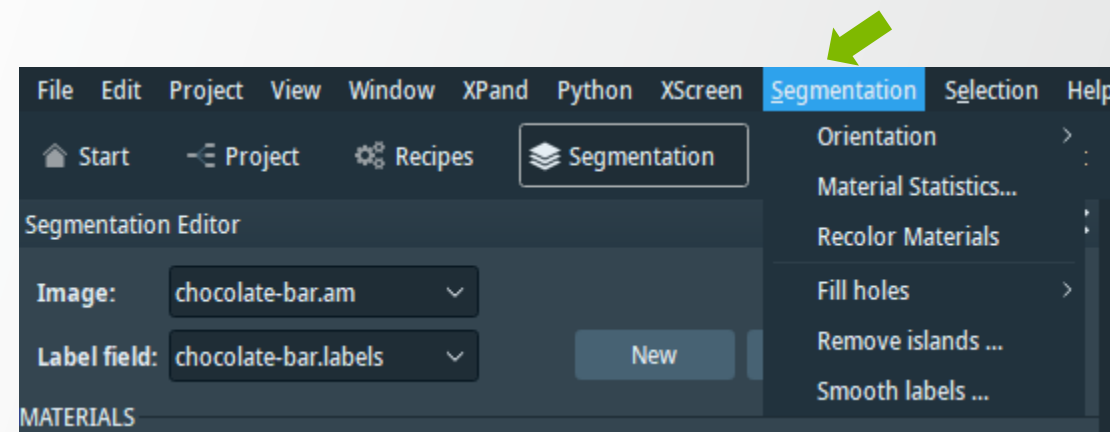 File Edit Project View Window XPand Python XScreen Segmentation Selection Help
Start Project Recipes Segmentation
Orientation
Material Statistics...
Segmentation Editor
Recolor Materials
Image: chocolate-bar.am
Fill holes
Label field: chocolate-bar.labels New
Remove islands ...
Smooth labels ...
MATERIALS